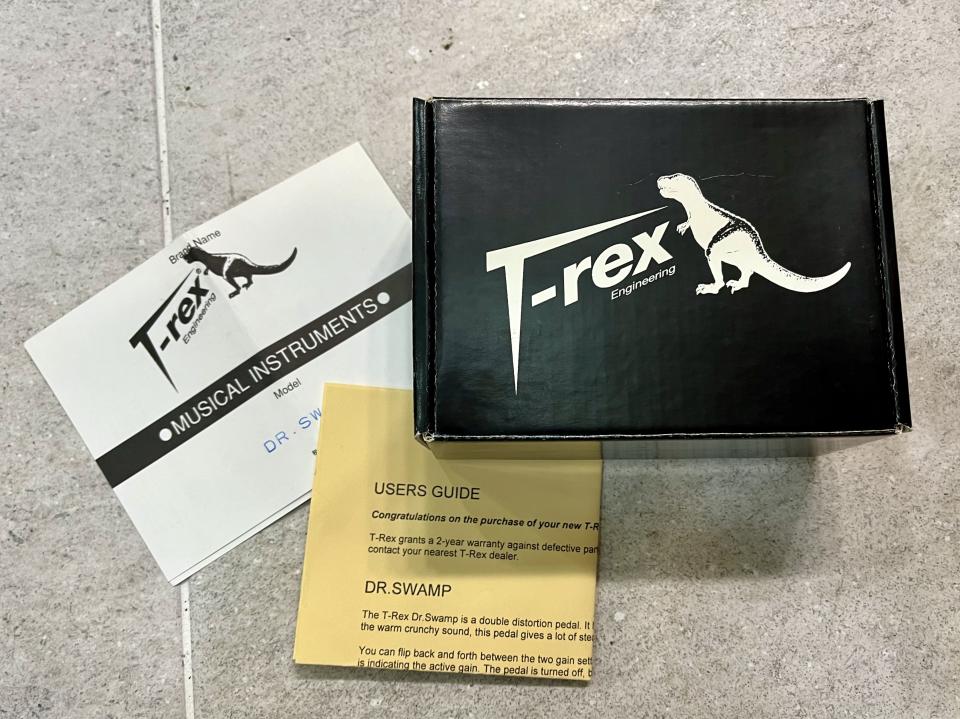 Brand Name
T-rex®
Engineering
MUSICAL INSTRUMENTS
Model
DR. SW
T-rex
Engineering
USERS GUIDE
Congratulations on the purchase of your new T-R
T-Rex grants a 2-year warranty against defective
contact your nearest T-Rex dealer.
DR.SWAMP
The T-Rex Dr.Swamp is a double distortion pedal. It
the warm crunchy sound, this pedal gives a lot of
You can flip back and forth between the two gain
is indicating the active gain. The pedal is turned off,